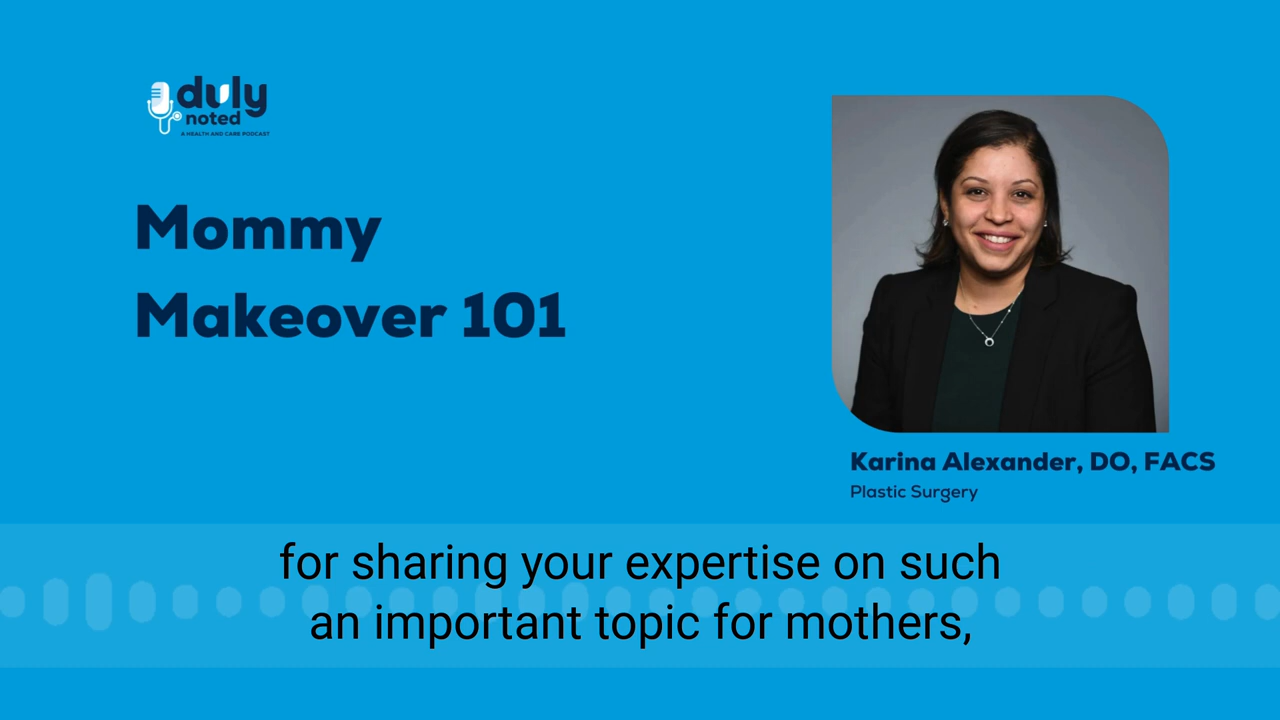 duly
noted
A HEALTH AND CARE PODCAST
Mommy
Makeover 101
Karina Alexander, DO, FACS
Plastic Surgery
for sharing your expertise on such
an important topic for mothers,